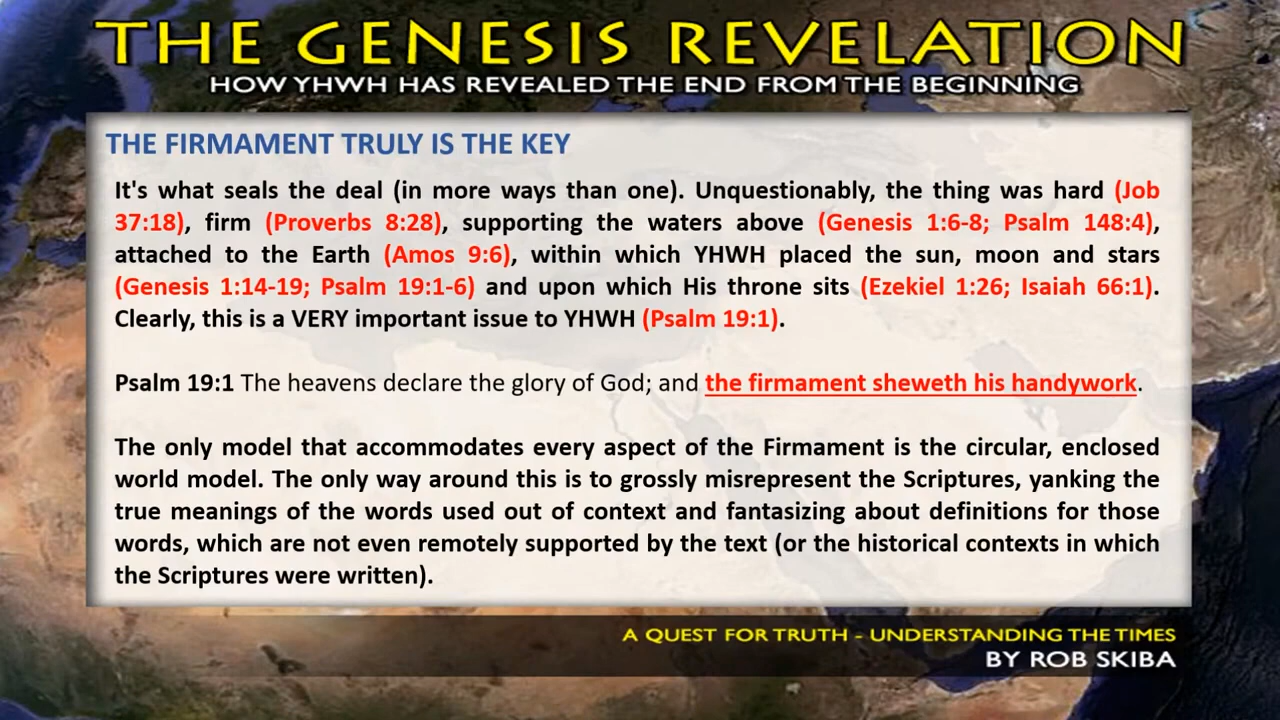 THE GENESIS REVELATION
HOW YHWH HAS REVEALED THE END FROM THE BEGINNING
THE FIRMAMENT TRULY IS THE KEY
It's what seals the deal (in more ways than one). Unquestionably, the thing was hard (Job
37:18), firm (Proverbs 8:28), supporting the waters above (Genesis 1:6-8; Psalm 148:4),
attached to the Earth (Amos 9:6), within which YHWH placed the sun, moon and stars
(Genesis 1:14-19; Psalm 19:1-6) and upon which His throne sits (Ezekiel 1:26; Isaiah 66:1).
Clearly, this is a VERY important issue to YHWH (Psalm 19:1).
Psalm 19:1 The heavens declare the glory of God; and the firmament sheweth his handywork.
The only model that accommodates every aspect of the Firmament is the circular, enclosed
world model. The only way around this is to grossly misrepresent the Scriptures, yanking the
true meanings of the words used out of context and fantasizing about definitions for those
words, which are not even remotely supported by the text (or the historical contexts in which
the Scriptures were written).
A QUEST FOR TRUTH - UNDERSTANDING THE TIMES
BY ROB SKIBA